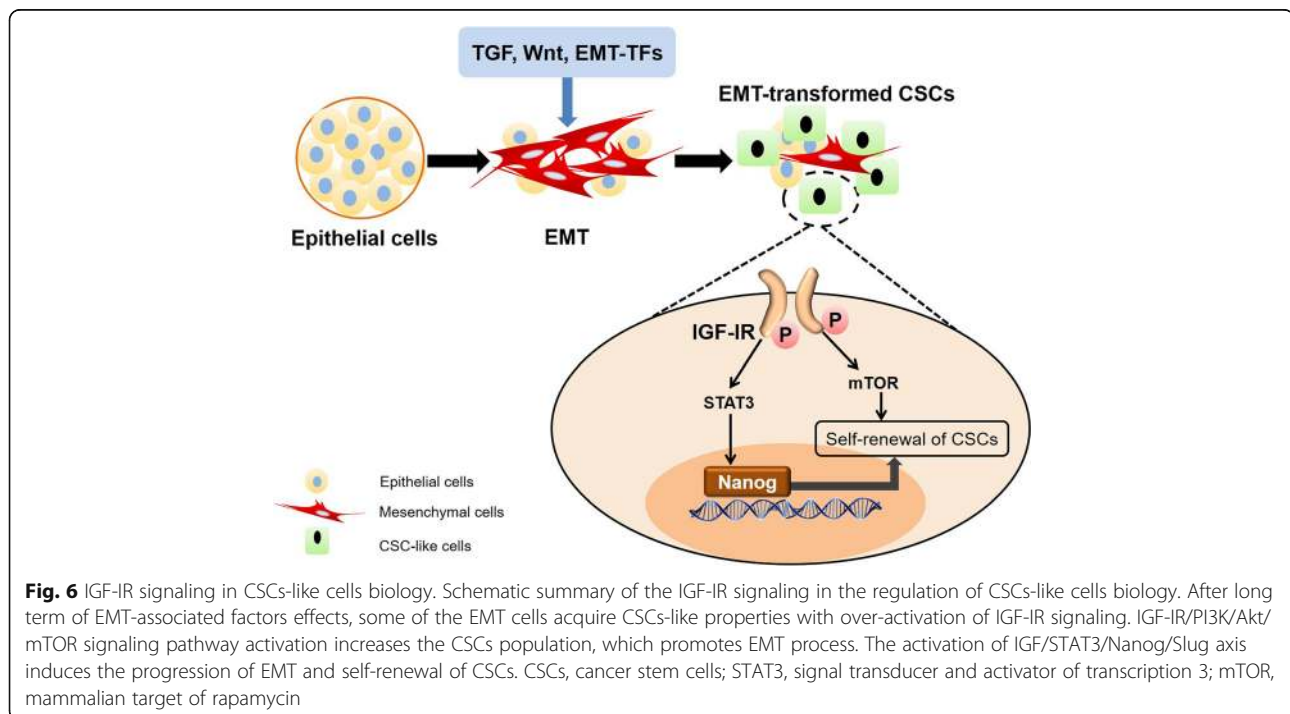 TGF, Wnt, EMT-TFs
EMT-transformed CSCs
Epithelial cells
EMT
IGF-IR
P
P
STAT3
mTOR
Self-renewal of CSCs
Nanog
Epithelial cells
Mesenchymal cells
CSC-like cells
Fig. 6 IGF-IR signaling in CSCs-like cells biology. Schematic summary of the IGF-IR signaling in the regulation of CSCs-like cells biology. After long
term of EMT-associated factors effects, some of the EMT cells acquire CSCs-like properties with over-activation of IGF-IR signaling. IGF-IR/PI3K/Akt/
mTOR signaling pathway activation increases the CSCs population, which promotes EMT process. The activation of IGF/STAT3/Nanog/Slug axis
induces the progression of EMT and self-renewal of CSCs. CSCs, cancer stem cells; STAT3, signal transducer and activator of transcription 3; mTOR,
mammalian target of rapamycin